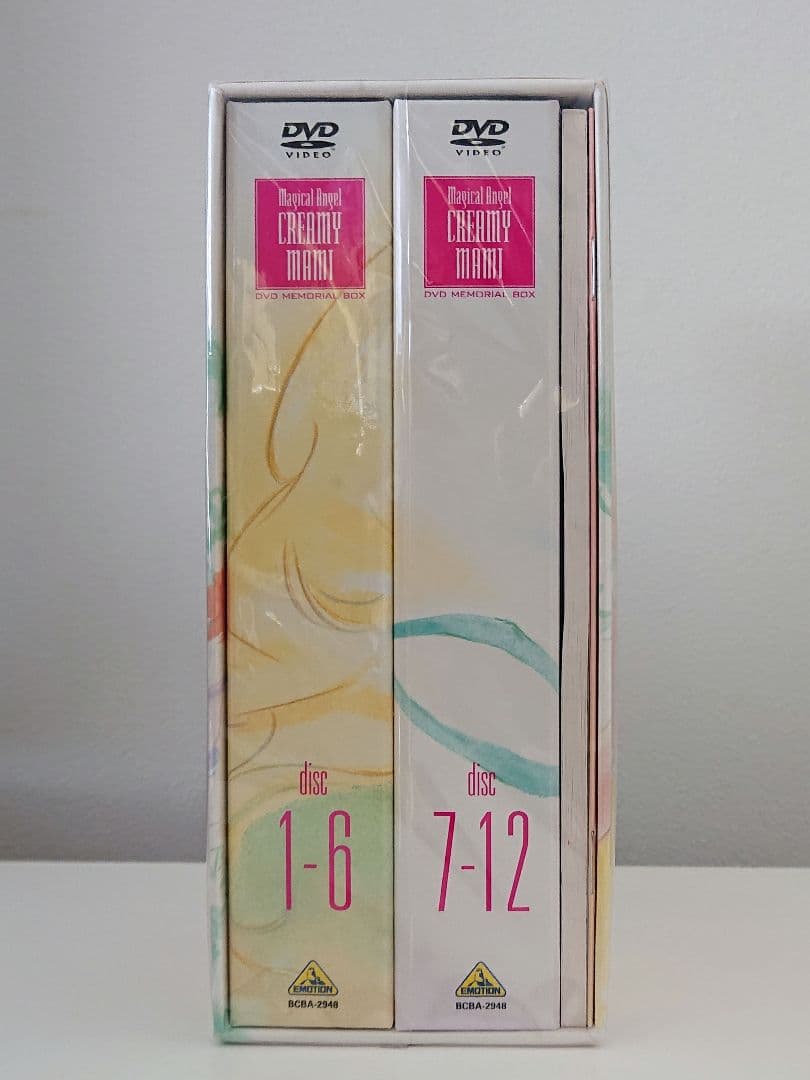 DVD
VIDEO
Magical Angel
CREAMY
MAMI
DVD MEMORIAL BOX
disc
1-6
EMOTION
BCBA-2948
DVD
VIDEO
Magical Angel
CREAMY
MAMI
DVD MEMORIAL BOX
disc
7-12
EMOTION
BCBA-2948